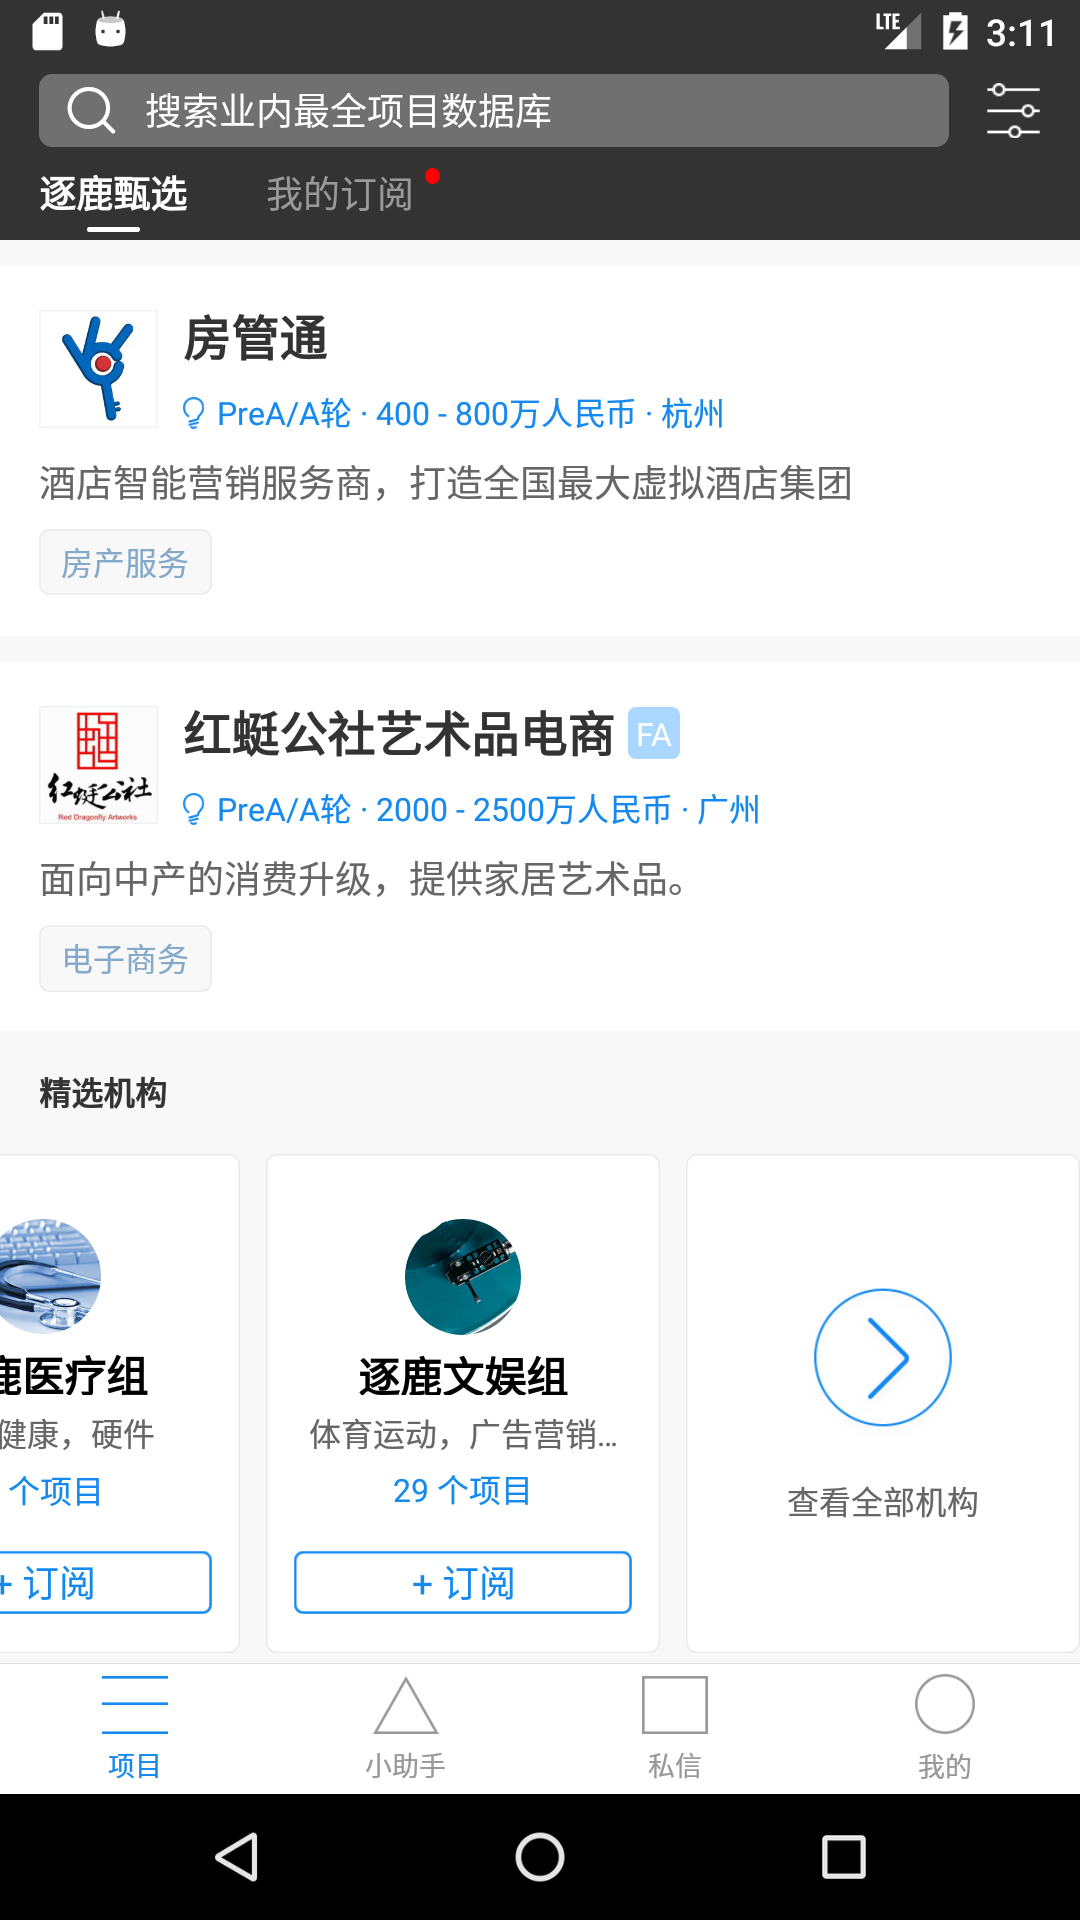 LTE 3:11
搜索业内最全项目数据库
逐鹿甄选 我的订阅
房管通
PreA/A轮 · 400 - 800万人民币 · 杭州
酒店智能营销服务商，打造全国最大虚拟酒店集团
房产服务
红蜓公社艺术品电商 FA
红蜓公社
Red Dragonfly Artworks
PreA/A轮 · 2000 - 2500万人民币 · 广州
面向中产的消费升级，提供家居艺术品。
电子商务
精选机构
鹿医疗组 逐鹿文娱组
健康，硬件 体育运动，广告营销...
个项目 29 个项目
查看全部机构
+ 订阅 + 订阅
项目 小助手 私信 我的